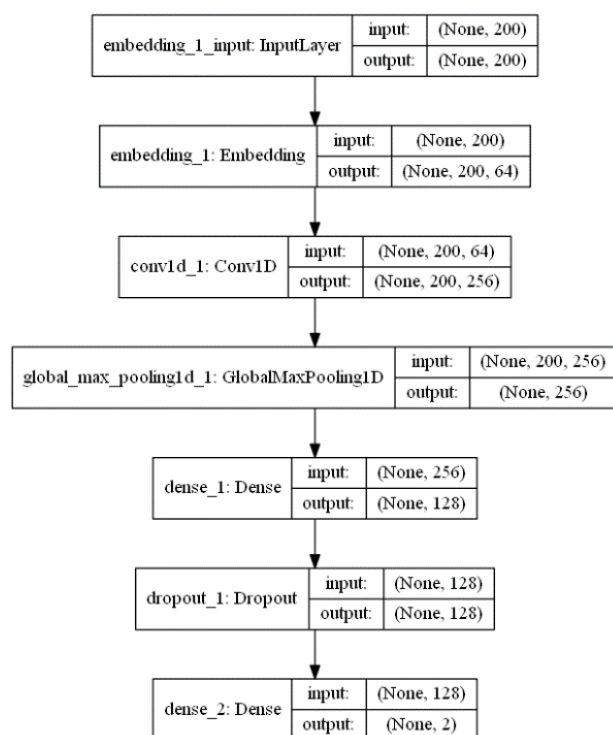 embedding_1_input: InputLayer
input: (None, 200)
output: (None, 200)
embedding_1: Embedding
input: (None, 200)
output: (None, 200, 64)
conv1d_1: Conv1D
input: (None, 200, 64)
output: (None, 200, 256)
global_max_pooling1d_1: GlobalMaxPooling1D
input: (None, 200, 256)
output: (None, 256)
dense_1: Dense
input: (None, 256)
output: (None, 128)
dropout_1: Dropout
input: (None, 128)
output: (None, 128)
dense_2: Dense
input: (None, 128)
output: (None, 2)